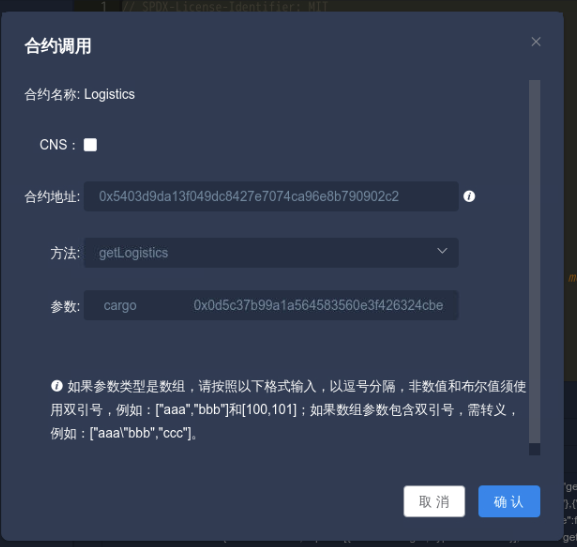 1 // SPDX-License-Identifier: MIT
合约调用
合约名称: Logistics
CNS：
合约地址: 0x5403d9da13f049dc8427e7074ca96e8b790902c2
方法: getLogistics
参数: cargo 0x0d5c37b99a1a564583560e3f426324cbe
如果参数类型是数组，请按照以下格式输入，以逗号分隔，非数值和布尔值须使
用双引号，例如：["aaa","bbb"]和[100,101]；如果数组参数包含双引号，需转义，
例如：["aaa\"bbb","ccc"]。
取 消 确 认